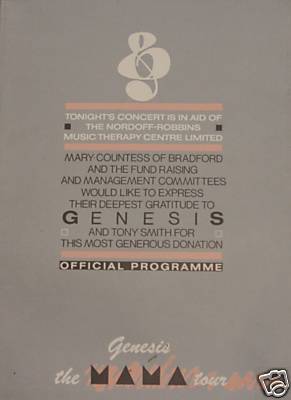 TONIGHT'S CONCERT IS IN AID OF
THE NORDOFF-ROBBINS
MUSIC THERAPY CENTRE LIMITED
MARY·COUNTESS OF BRADFORD
AND THE FUND RAISING
AND MANAGEMENT COMMITTEES
WOULD LIKE TO EXPRESS
THEIR DEEPEST GRATITUDE TO
GENESIS
AND TONY SMITH FOR
THIS MOST GENEROUS DONATION
OFFICIAL PROGRAMME
Genesis
the MAMA tour